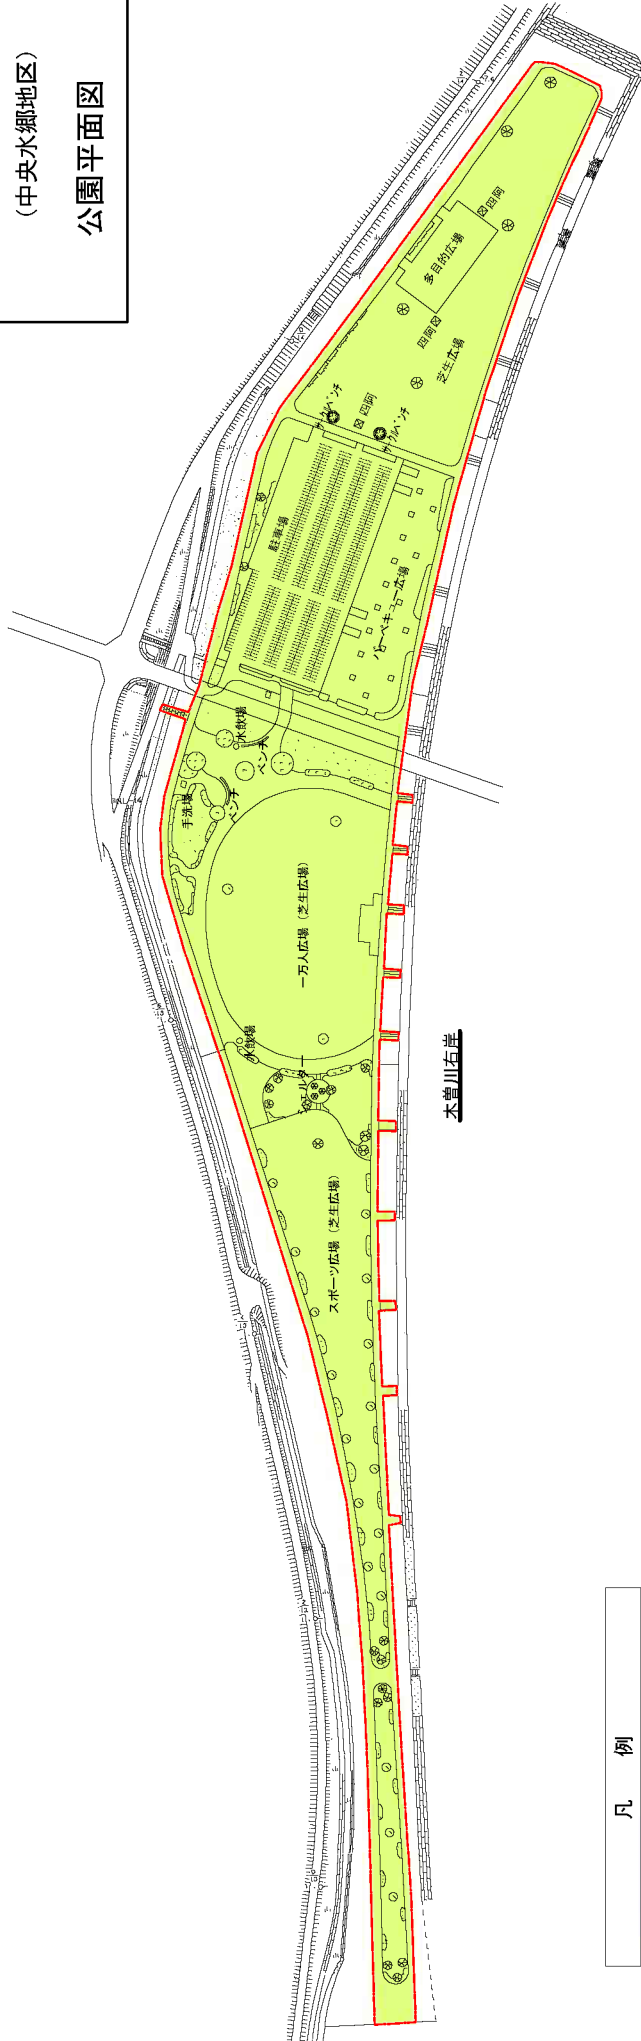 (中央水郷地区)
公園平面図
四阿
多目的広場
四阿
芝生広場
サークルベンチ
四阿
サークルベンチ
駐車場
バーベキュー広場
水飲場
ベンチ
手洗場
ベンチ
一万人広場 (芝生広場)
水飲場
シェルター
スポーツ広場 (芝生広場)
木曽川右岸
凡 例